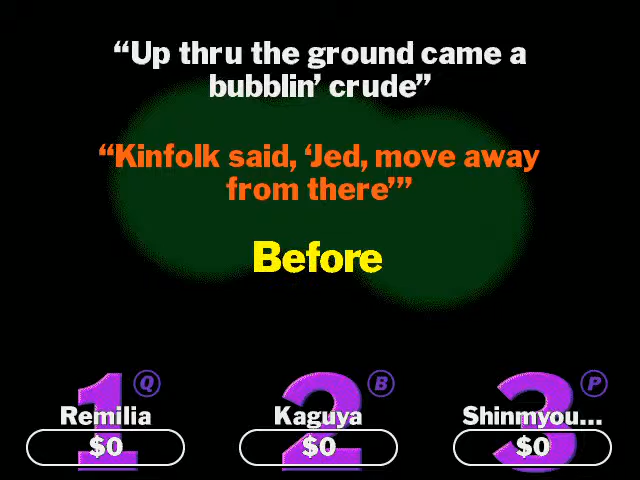 “Up thru the ground came a
bubblin’ crude”
“Kinfolk said, ‘Jed, move away
from there’”
Before
1 Q 2 B 3 P
Remilia Kaguya Shinmyou...
$0 $0 $0